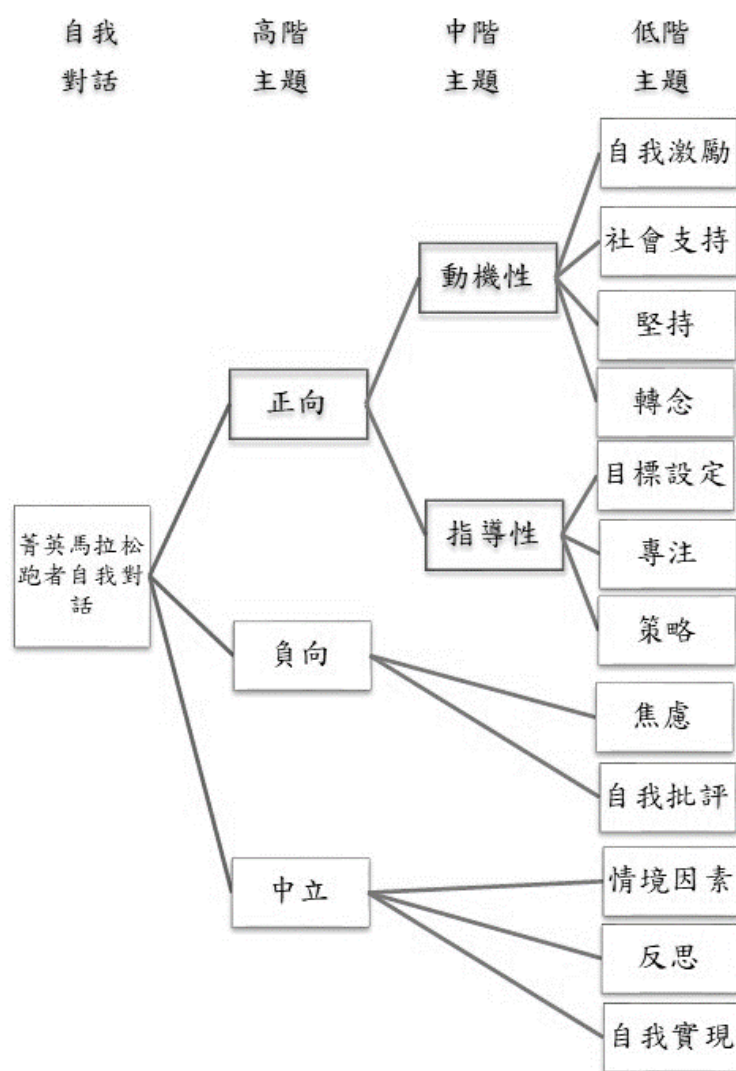 自我 高階 中階 低階
對話 主題 主題 主題
自我激勵
社會支持
動機性
堅持
正向
轉念
目標設定
指導性
專注
菁英馬拉松
跑者自我對
話
策略
負向
焦慮
自我批評
中立
情境因素
反思
自我實現